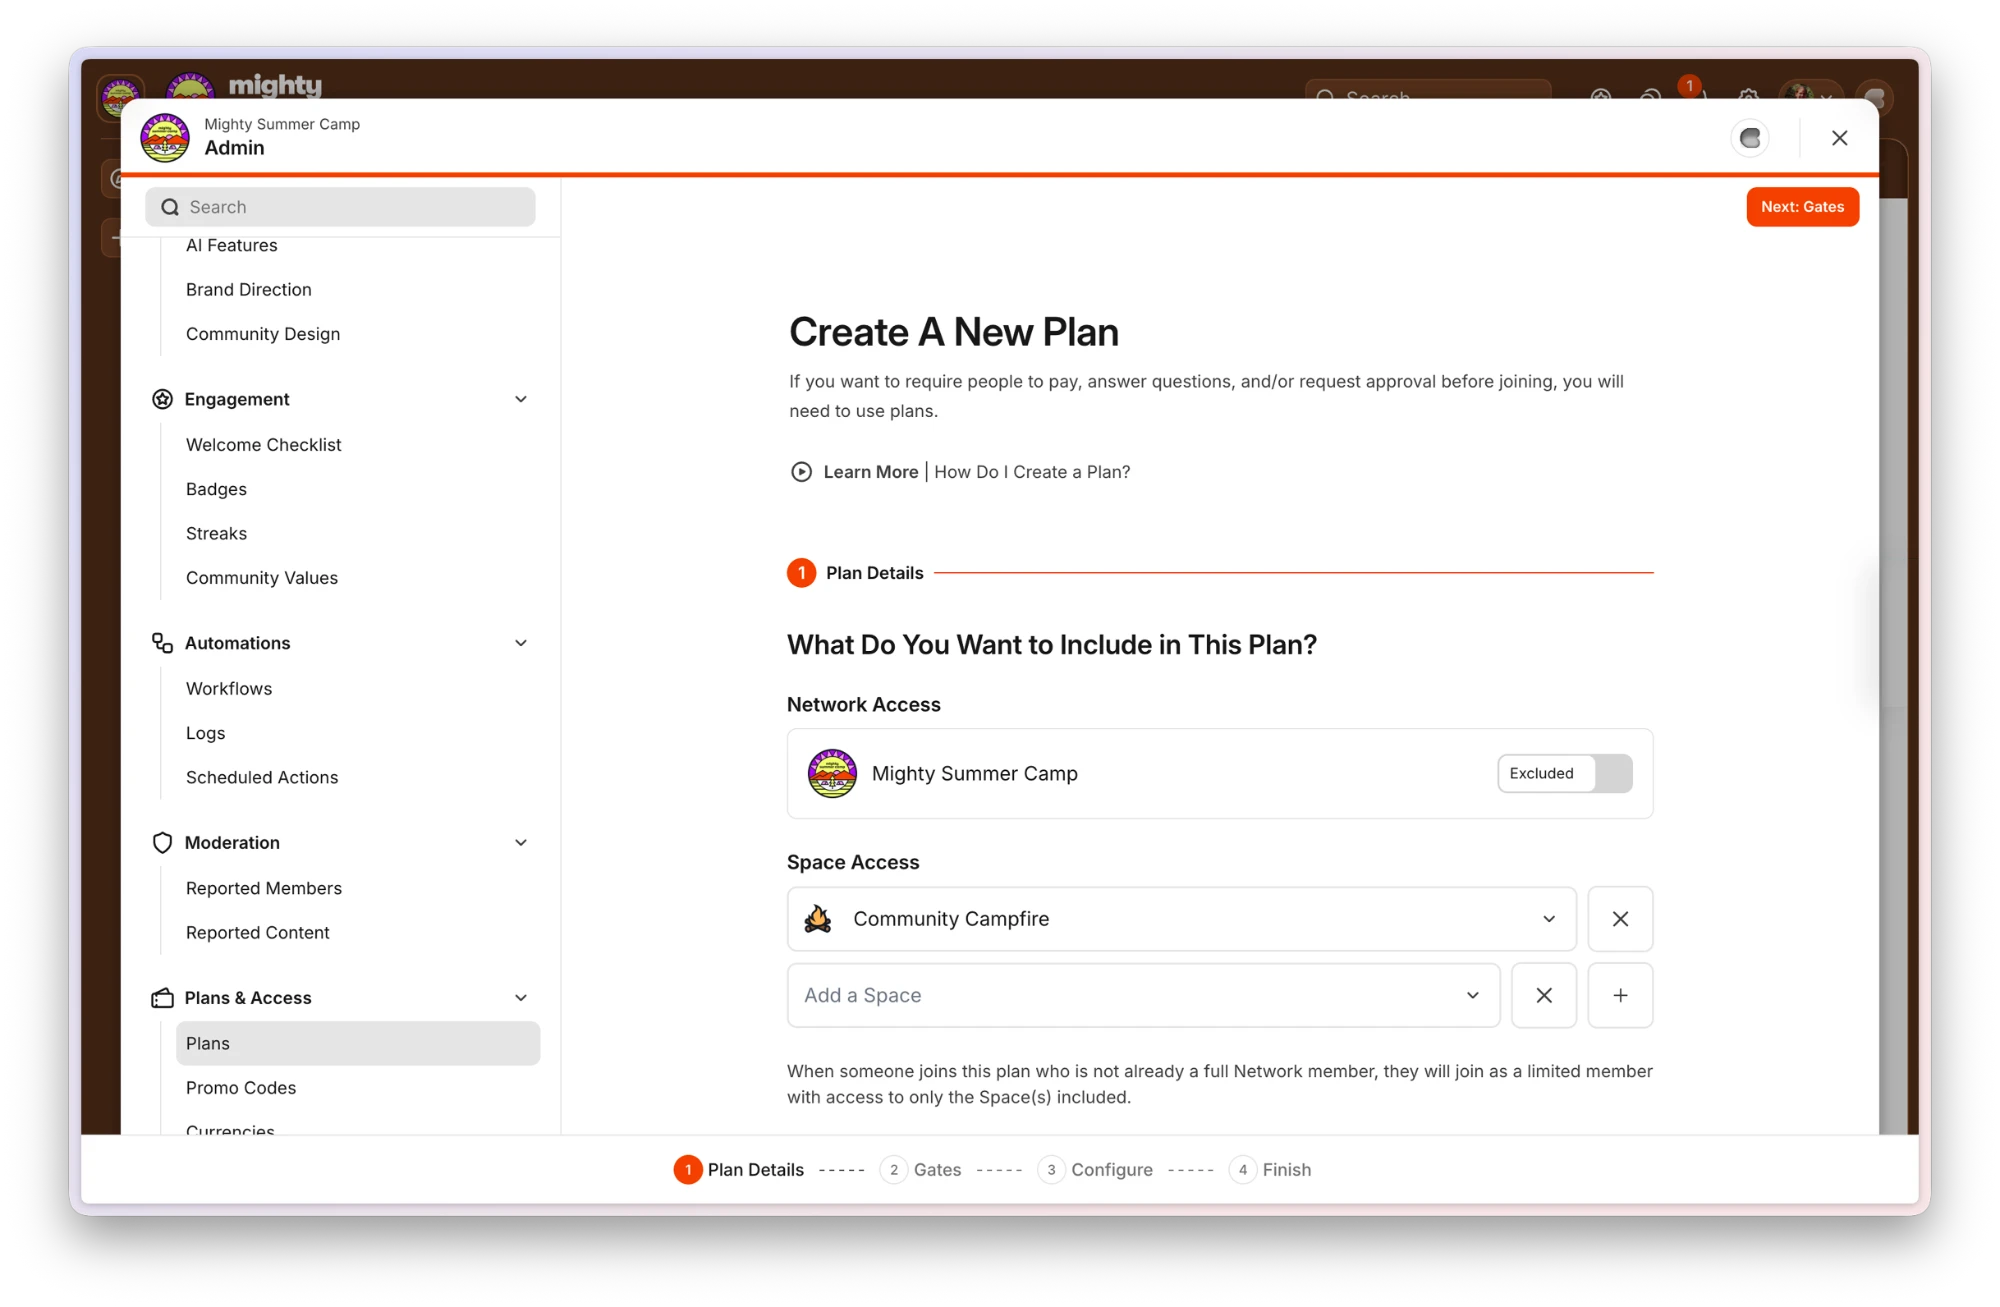 mighty
Search
1
Mighty Summer Camp
Admin
Search
Next: Gates
AI Features
Brand Direction
Community Design
Engagement
Welcome Checklist
Badges
Streaks
Community Values
Automations
Workflows
Logs
Scheduled Actions
Moderation
Reported Members
Reported Content
Plans & Access
Plans
Promo Codes
Currencies
Create A New Plan
If you want to require people to pay, answer questions, and/or request approval before joining, you will
need to use plans.
Learn More | How Do I Create a Plan?
1 Plan Details
What Do You Want to Include in This Plan?
Network Access
Mighty Summer Camp
Excluded
Space Access
Community Campfire
Add a Space
When someone joins this plan who is not already a full Network member, they will join as a limited member
with access to only the Space(s) included.
1 Plan Details ----- 2 Gates ----- 3 Configure ----- 4 Finish